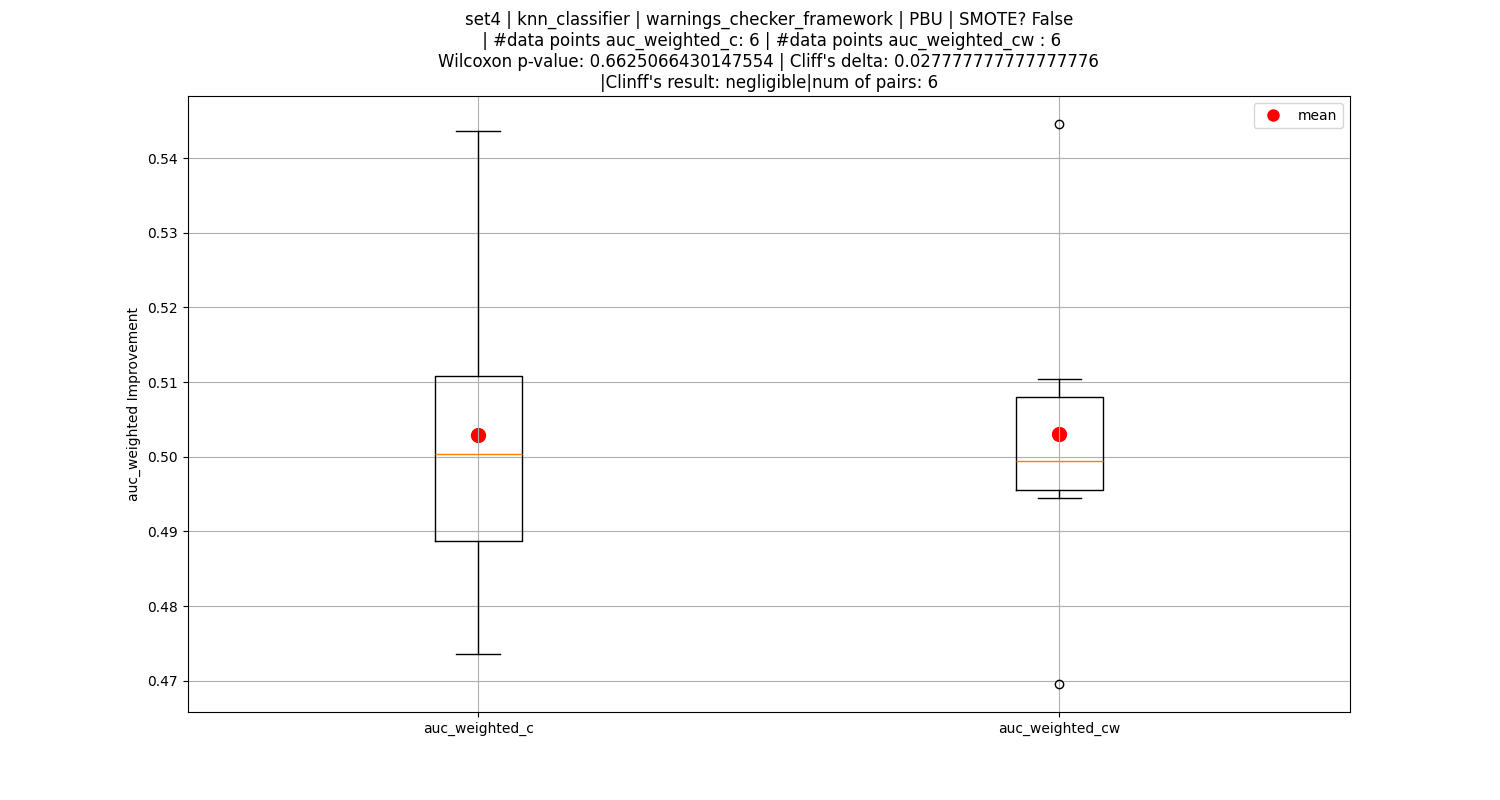 set4 | knn_classifier | warnings_checker_framework | PBU | SMOTE? False
| #data points auc_weighted_c: 6 | #data points auc_weighted_cw : 6
Wilcoxon p-value: 0.6625066430147554 | Cliff's delta: 0.027777777777777776
|Clinff's result: negligible|num of pairs: 6
mean
auc_weighted Improvement
0.54
0.53
0.52
0.51
0.50
0.49
0.48
0.47
auc_weighted_c
auc_weighted_cw